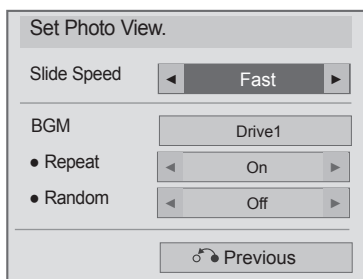 Set Photo View.
Slide Speed ◄ Fast ►
BGM Drive1
● Repeat ◄ On ►
● Random ◄ Off ►
Previous